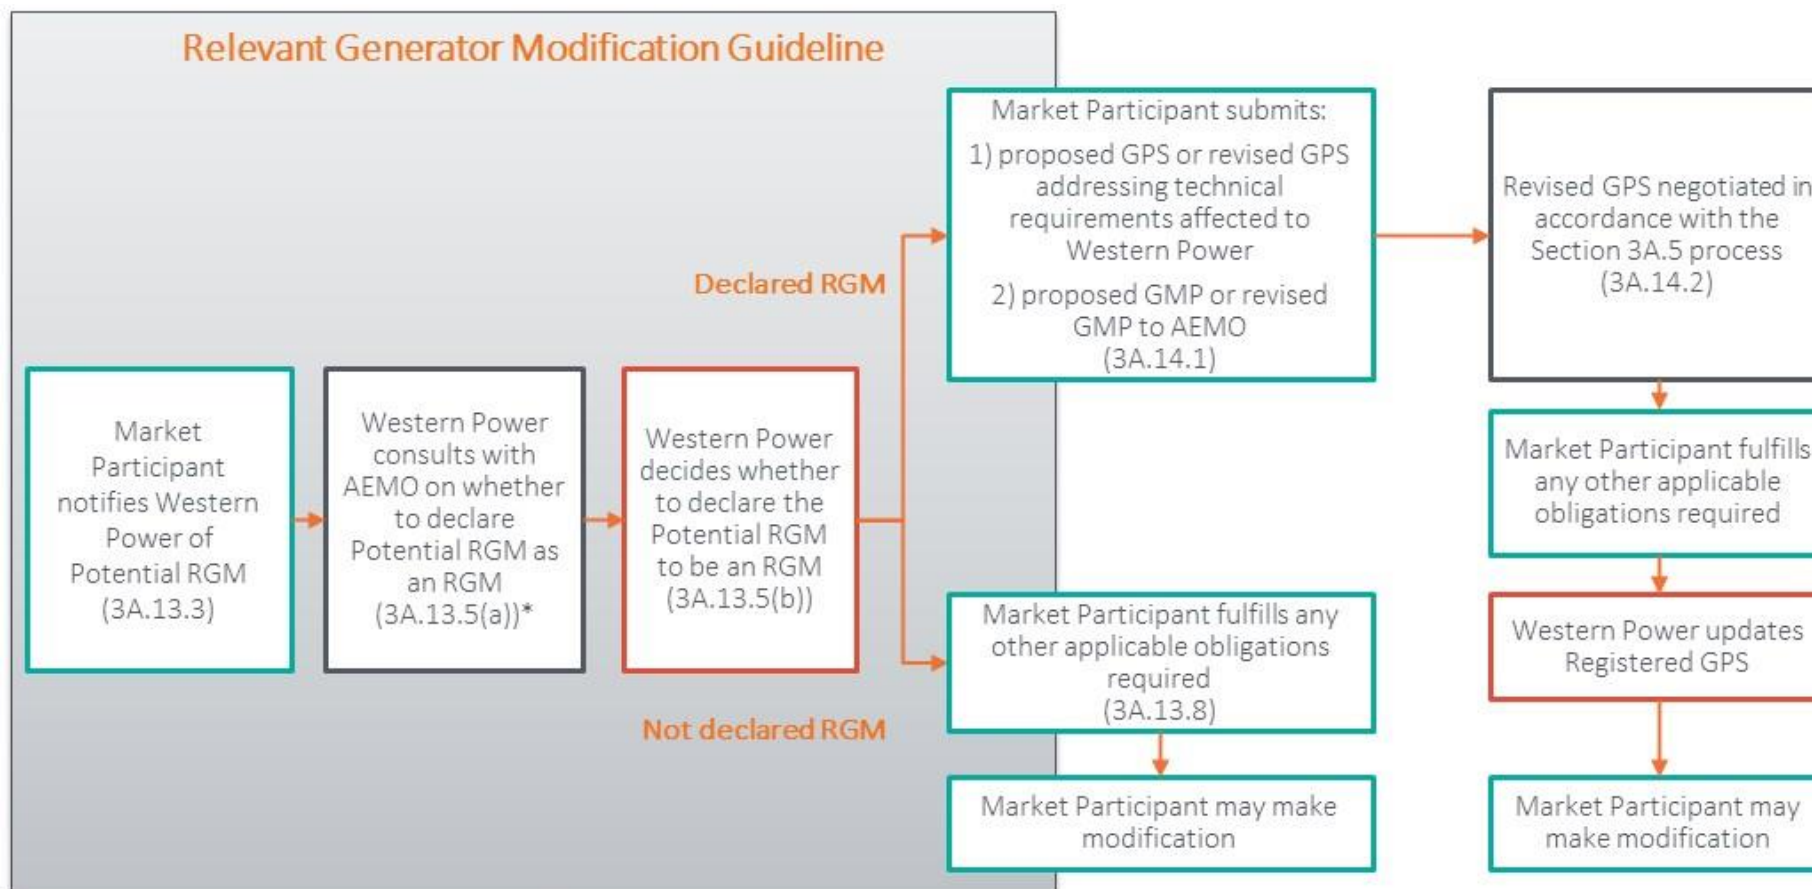 Relevant Generator Modification Guideline
Market
Participant
notifies Western
Power of
Potential RGM
(3A.13.3)
Western Power
consults with
AEMO on whether
to declare
Potential RGM as
an RGM
(3A.13.5(a))*
Western Power
decides whether
to declare the
Potential RGM
to be an RGM
(3A.13.5(b))
Declared RGM
Market Participant submits:
1) proposed GPS or revised GPS
addressing technical
requirements affected to
Western Power
2) proposed GMP or revised
GMP to AEMO
(3A.14.1)
Revised GPS negotiated in
accordance with the
Section 3A.5 process
(3A.14.2)
Market Participant fulfills
any other applicable
obligations required
Western Power updates
Registered GPS
Market Participant may
make modification
Not declared RGM
Market Participant fulfills any
other applicable obligations
required
(3A.13.8)
Market Participant may make
modification